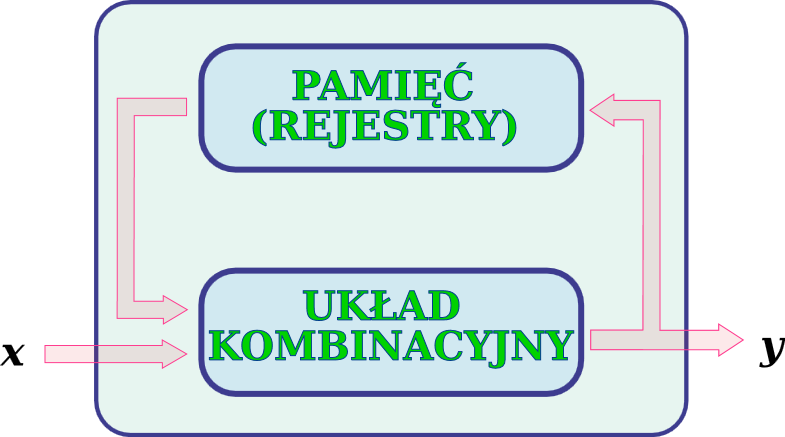 PAMIĘĆ
(REJESTRY)
UKŁAD
KOMBINACYJNY
x
y